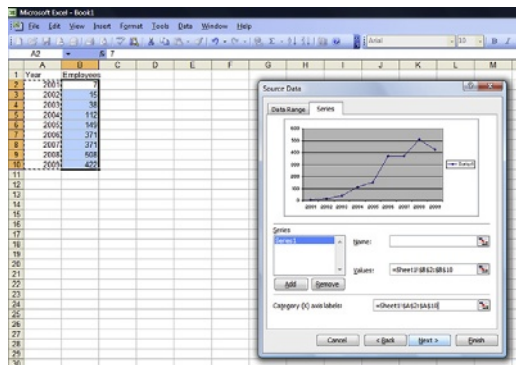 Microsoft Excel - Book1
File Edit View Insert Format Tools Data Window Help
Arial 10 B I
A2 7
A B C D E F G H I J K L M
1 Year Employees
2 2001 7
3 2002 15
4 2003 38
5 2004 112
6 2005 149
7 2006 371
8 2007 371
9 2008 508
10 2009 422
11
12
13
14
15
16
17
18
19
20
21
22
23
24
25
26
27
28
29
Source Data
Data Range Series
600
500
400
300
200
100
0
2001 2002 2003 2004 2005 2006 2007 2008 2009
Series1
Series
Series1
Name:
Values: =Sheet1!$B$2:$B$10
Add Remove
Category (X) axis labels: =Sheet1!$A$2:$A$10
Cancel < Back Next > Finish